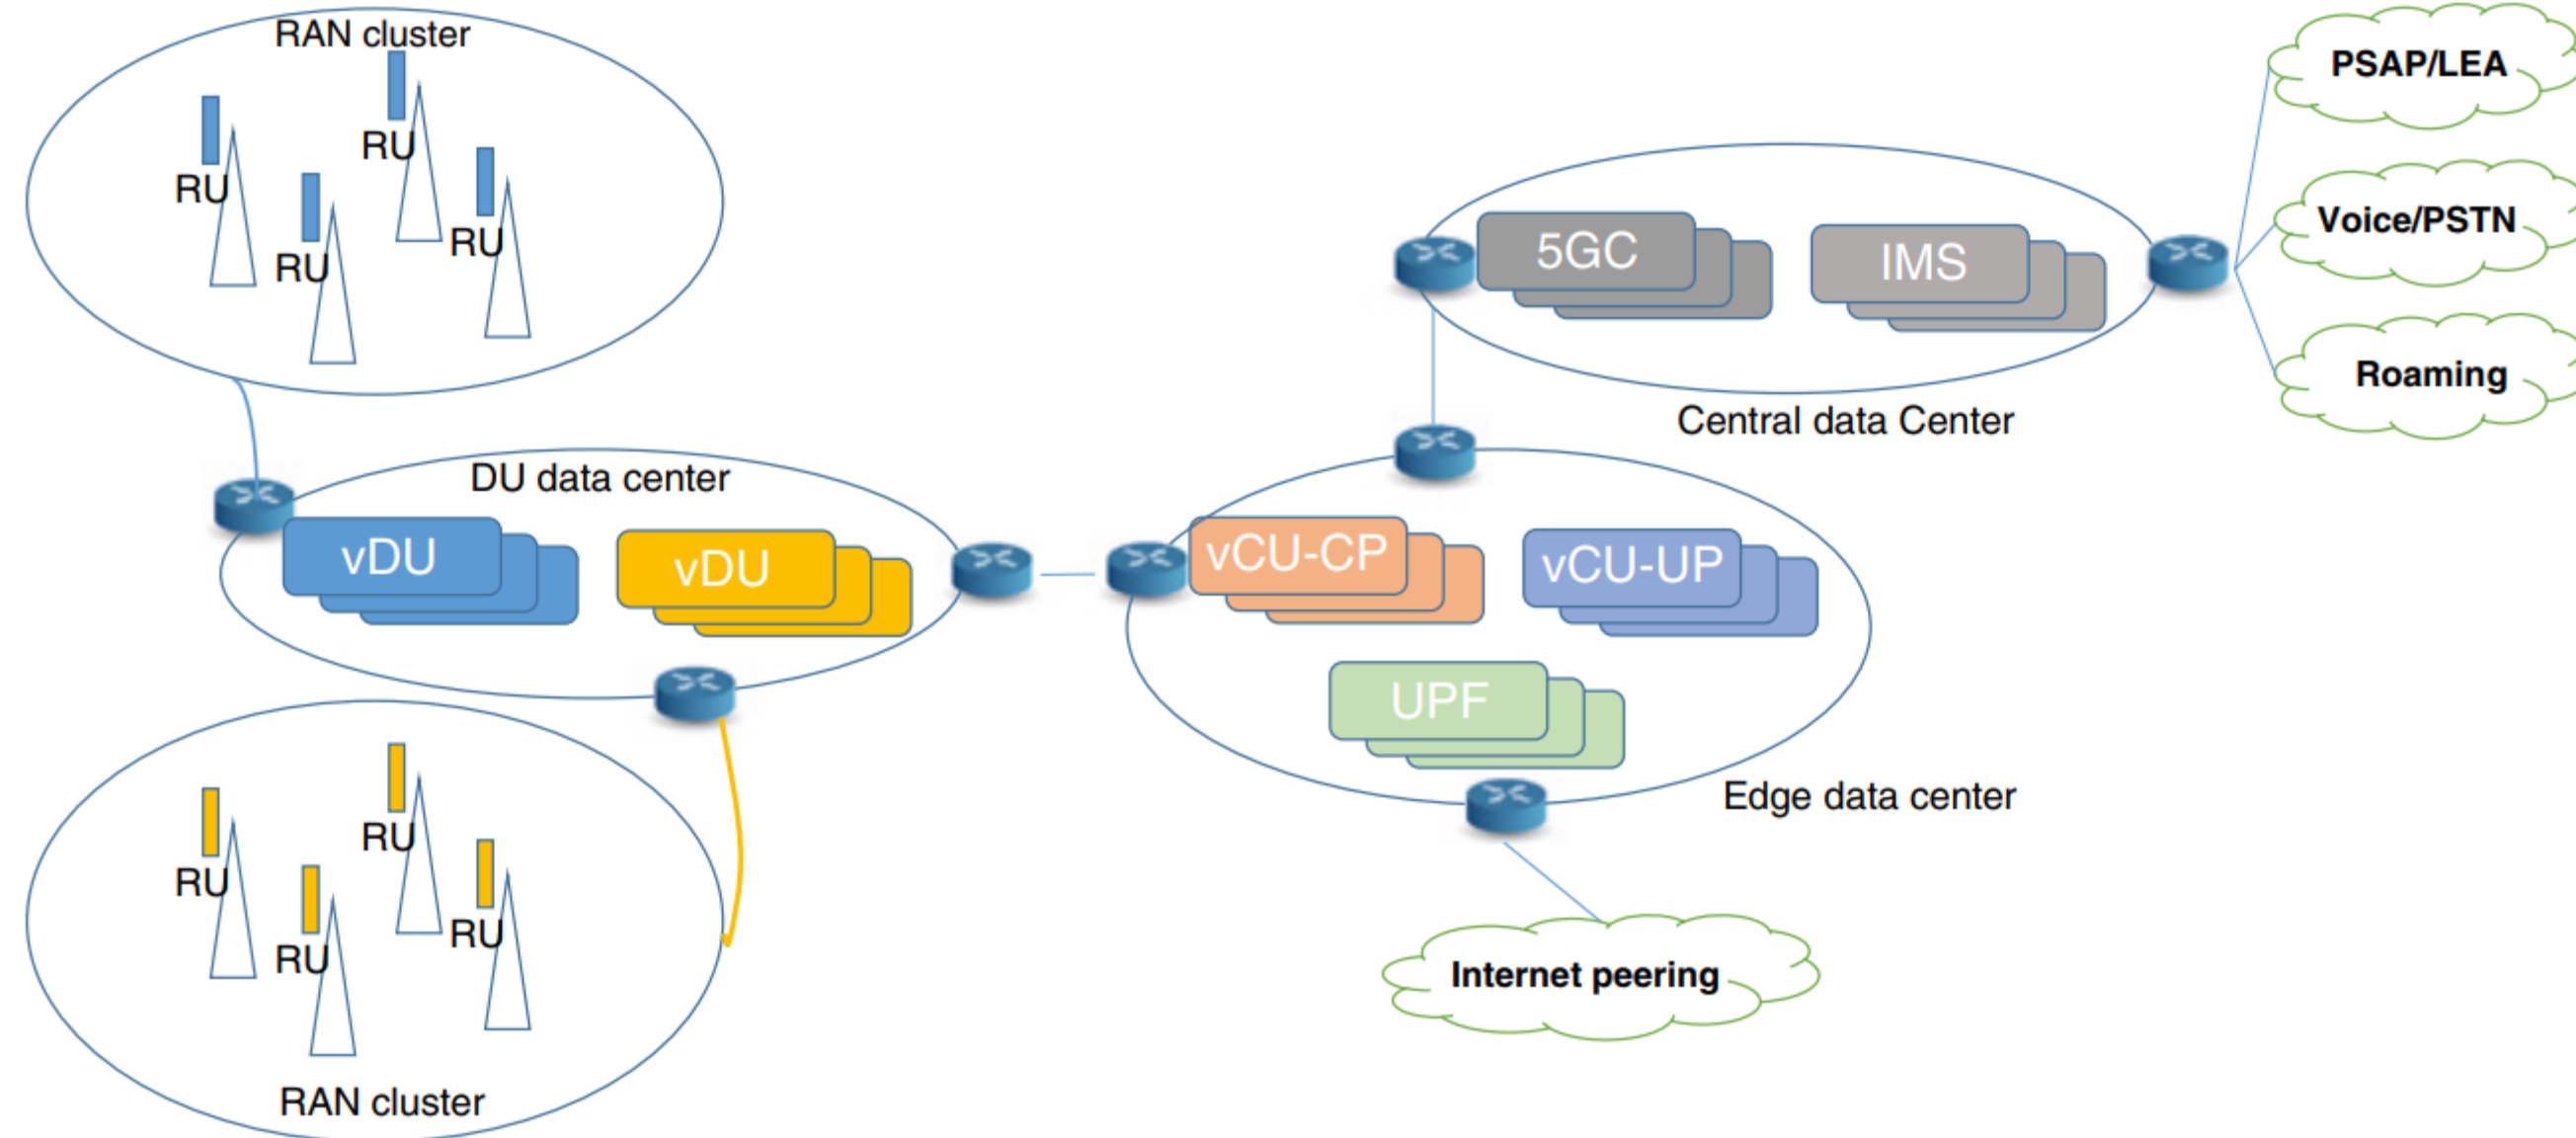 RAN cluster
RU
RU
RU
RU
DU data center
vDU
vDU
RU
RU
RU
RU
RAN cluster
5GC
IMS
Central data Center
vCU-CP
vCU-UP
UPF
Edge data center
Internet peering
PSAP/LEA
Voice/PSTN
Roaming